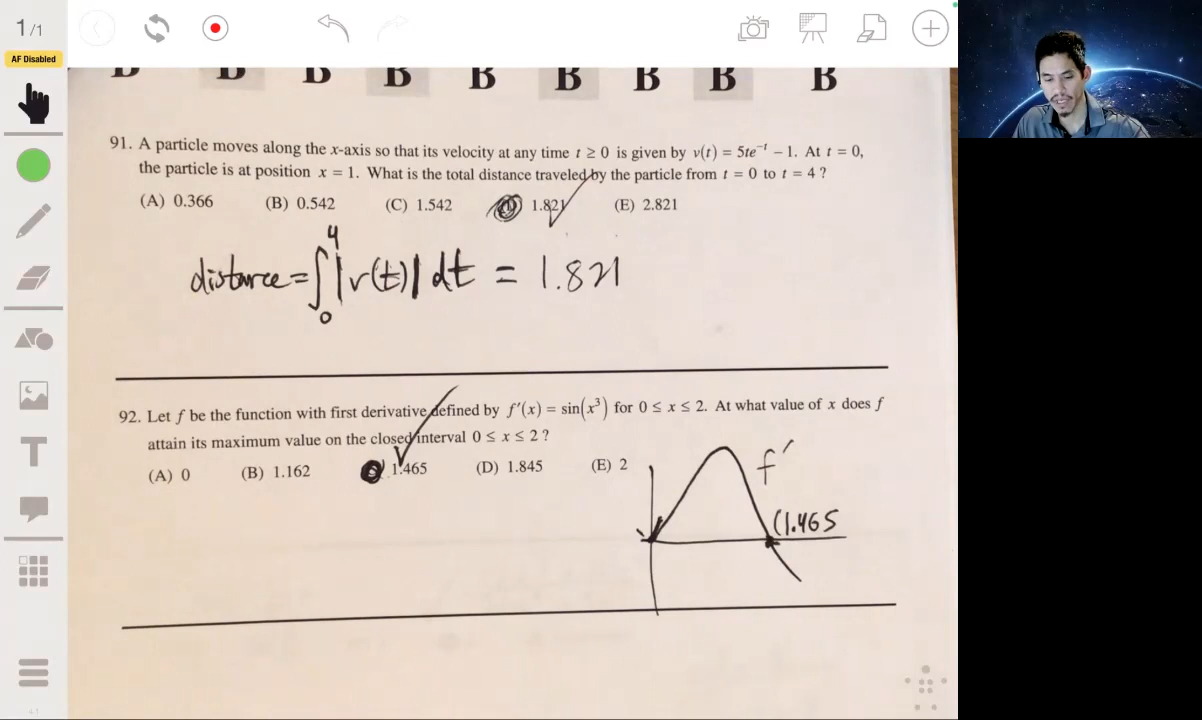 1/1
AF Disabled
B B B B B B B B B
91. A particle moves along the x-axis so that its velocity at any time t ≥ 0 is given by v(t) = 5te⁻ᵗ − 1. At t = 0,
the particle is at position x = 1. What is the total distance traveled by the particle from t = 0 to t = 4 ?
(A) 0.366 (B) 0.542 (C) 1.542 (D) 1.821 (E) 2.821
distance = ∫₀⁴ |v(t)| dt = 1.821
92. Let f be the function with first derivative defined by f′(x) = sin(x³) for 0 ≤ x ≤ 2. At what value of x does f
attain its maximum value on the closed interval 0 ≤ x ≤ 2 ?
(A) 0 (B) 1.162 1.465 (D) 1.845 (E) 2
f′
(1.465
T